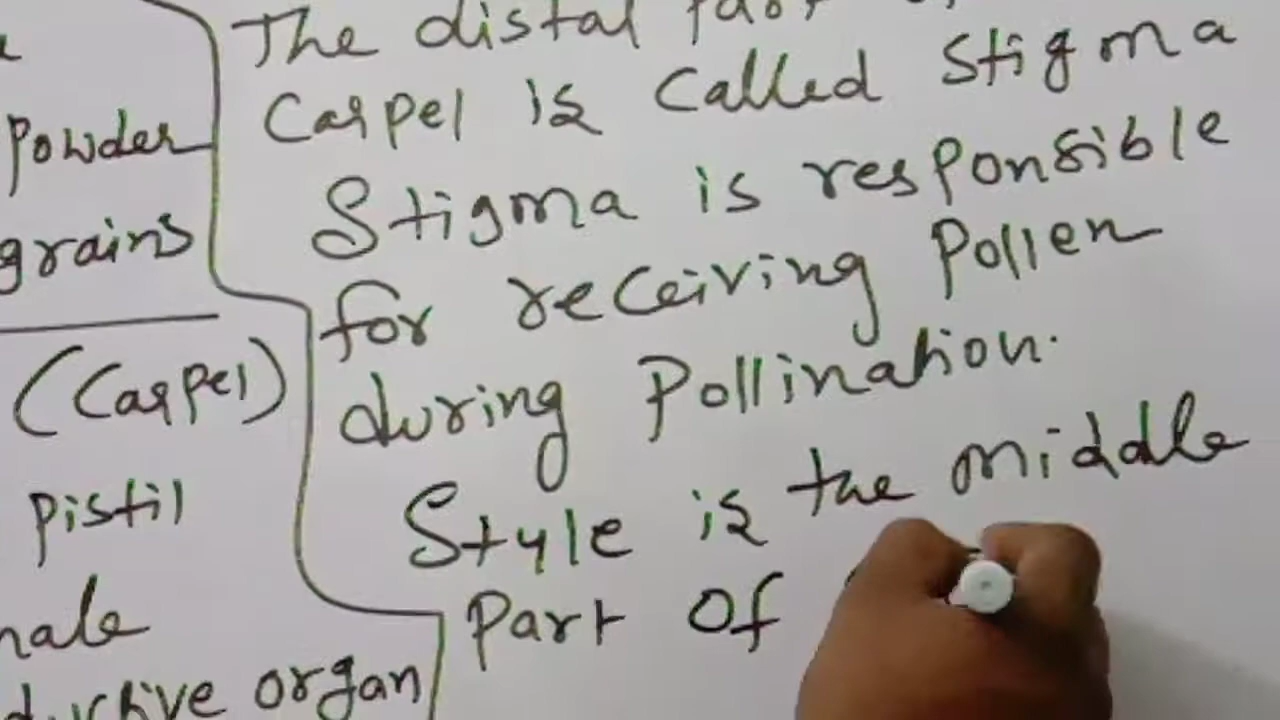 Powder
grains
(Carpel)
Pistil
organ
The distal part
Carpel is called Stigma
Stigma is responsible
for receiving Pollen
during Pollination.
Style is the middle
Part of